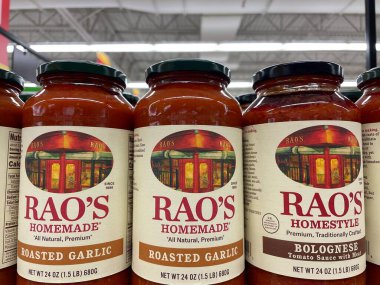 RAO'S
HOMEMADE
"All Natural, Premium"
ROASTED GARLIC
NET WT 24 OZ (1.5 LB) 680G
RAO'S
HOMEMADE
"All Natural, Premium"
ROASTED GARLIC
NET WT 24 OZ (1.5 LB) 680G
RAO'S
HOMESTYLE
Premium, Traditionally Crafted
BOLOGNESE
Tomato Sauce with Meat
NET WT 24 OZ (1.5 LB) 680G